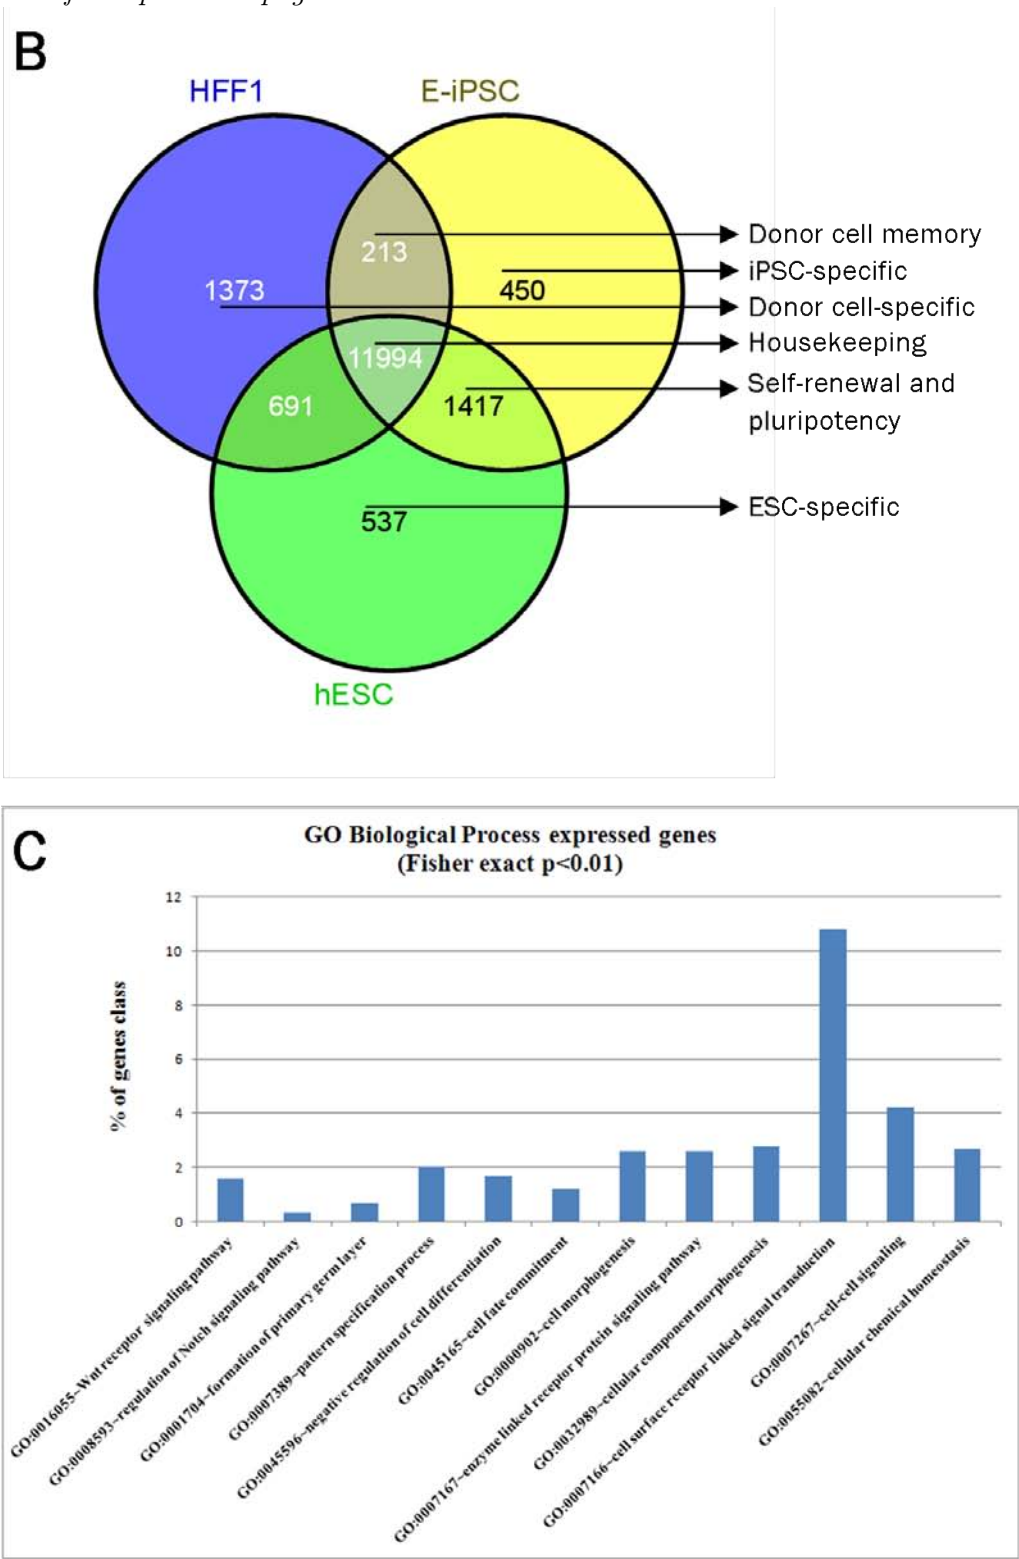 B
HFF1 E-iPSC
213
1373
450
11994
691
1417
537
hESC
Donor cell memory
iPSC-specific
Donor cell-specific
Housekeeping
Self-renewal and
pluripotency
ESC-specific
C
GO Biological Process expressed genes
(Fisher exact p<0.01)
% of genes class
12
10
8
6
4
2
0
GO:0016055~Wnt receptor signaling pathway
GO:0008593~regulation of Notch signaling pathway
GO:0001704~formation of primary germ layer
GO:0007389~pattern specification process
GO:0045596~negative regulation of cell differentiation
GO:0045165~cell fate commitment
GO:0000902~cell morphogenesis
GO:0007167~enzyme linked receptor protein signaling pathway
GO:0032989~cellular component morphogenesis
GO:0007166~cell surface receptor linked signal transduction
GO:0007267~cell-cell signaling
GO:0055082~cellular chemical homeostasis